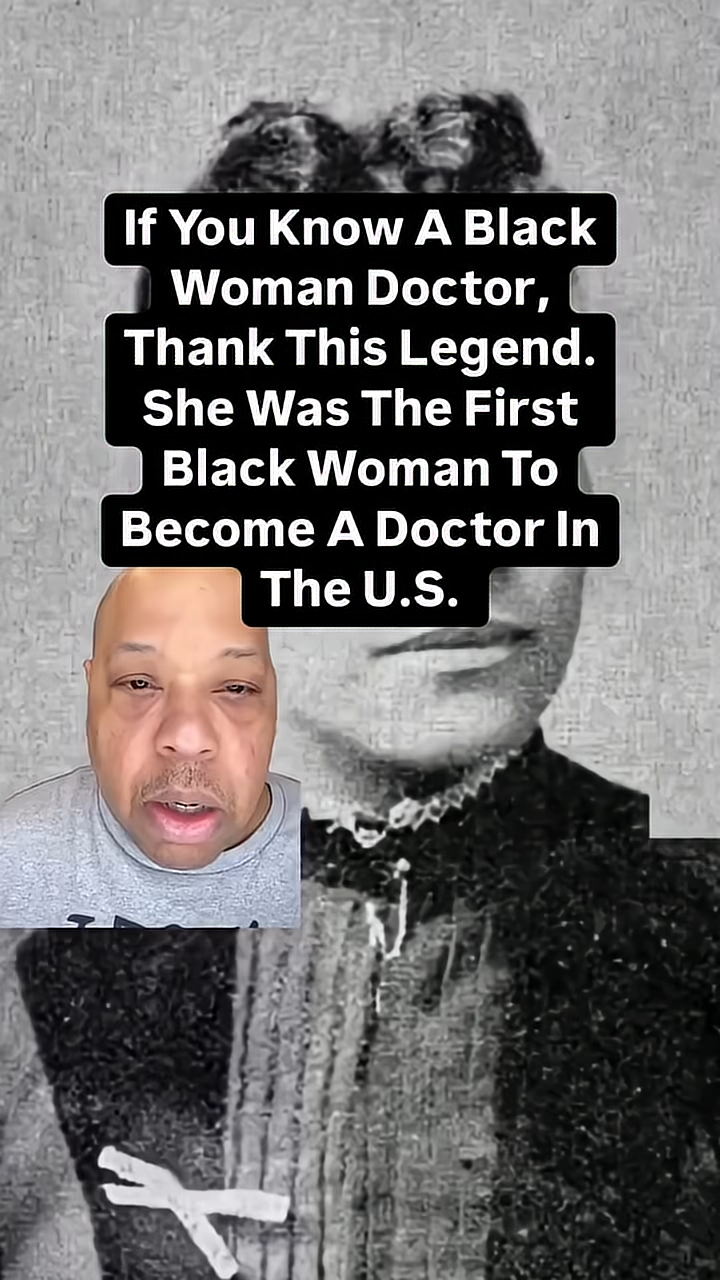 If You Know A Black
Woman Doctor,
Thank This Legend.
She Was The First
Black Woman To
Become A Doctor In
The U.S.